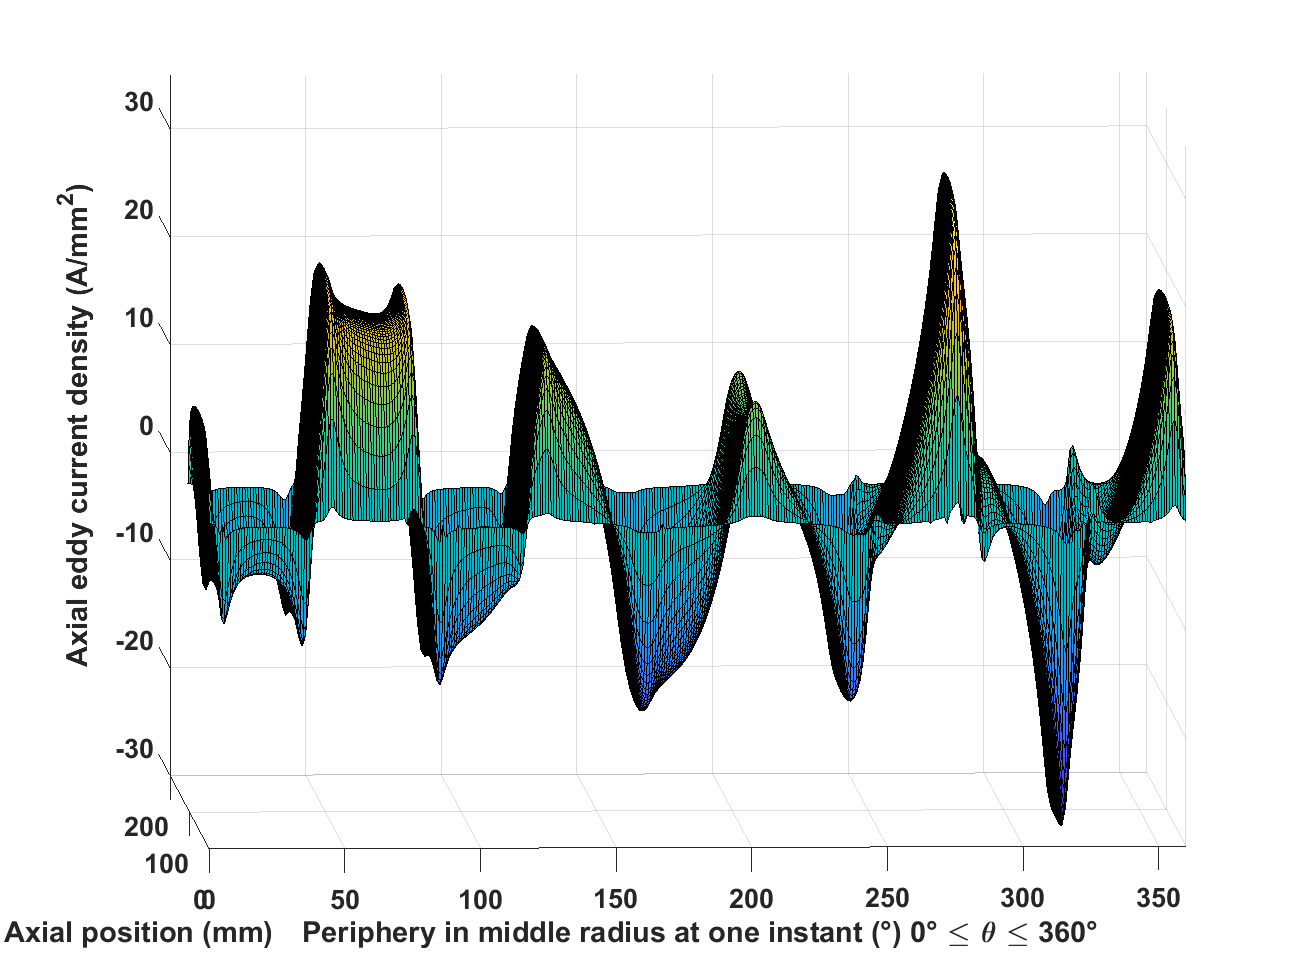 30
20
10
0
-10
-20
-30
Axial eddy current density (A/mm²)
200
100
0
0 50 100 150 200 250 300 350
Axial position (mm)
Periphery in middle radius at one instant (°) 0° ≤ θ ≤ 360°